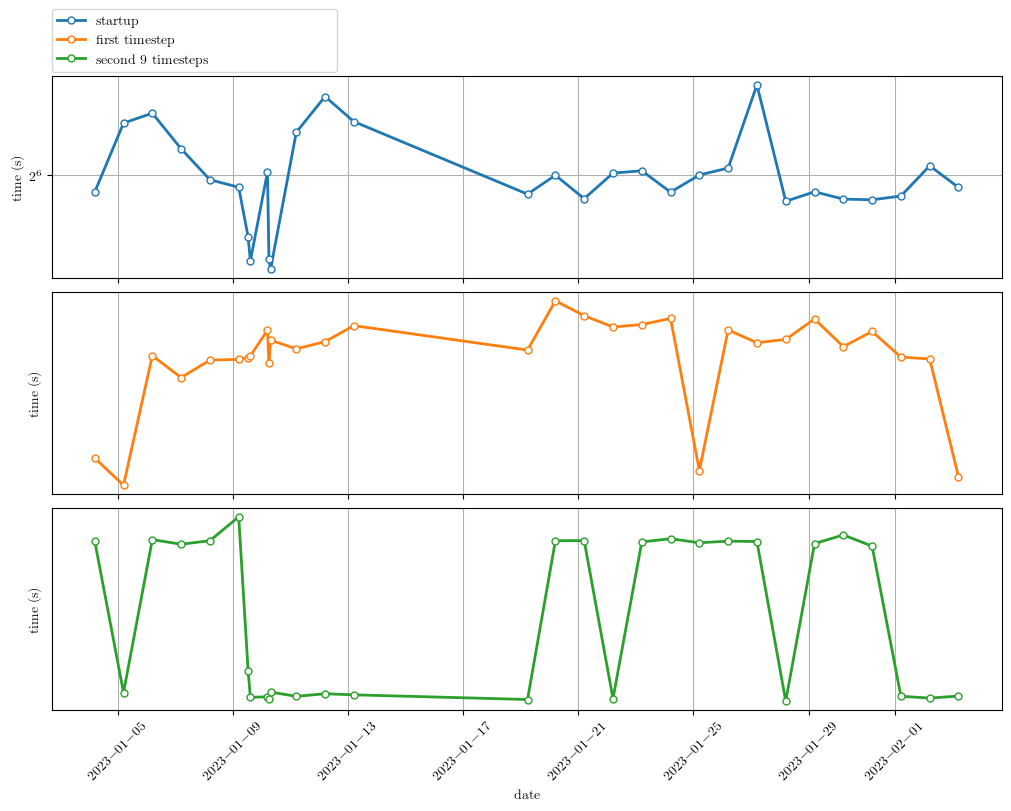 startup
first timestep
second 9 timesteps
time (s)
2^6
time (s)
time (s)
2023−01−05
2023−01−09
2023−01−13
2023−01−17
2023−01−21
2023−01−25
2023−01−29
2023−02−01
date